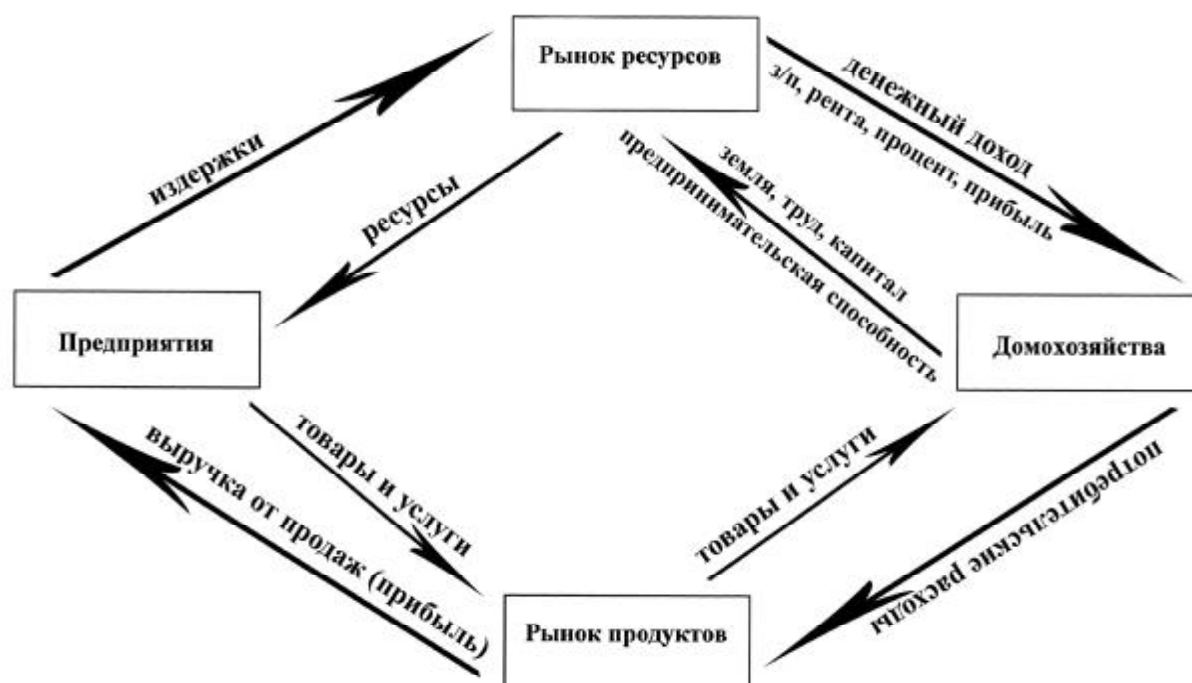 Рынок ресурсов
издержки
ресурсы
денежный доход
з/п, рента, процент, прибыль
земля, труд, капитал
предпринимательская способность
Предприятия
Домохозяйства
товары и услуги
выручка от продаж (прибыль)
товары и услуги
потребительские расходы
Рынок продуктов